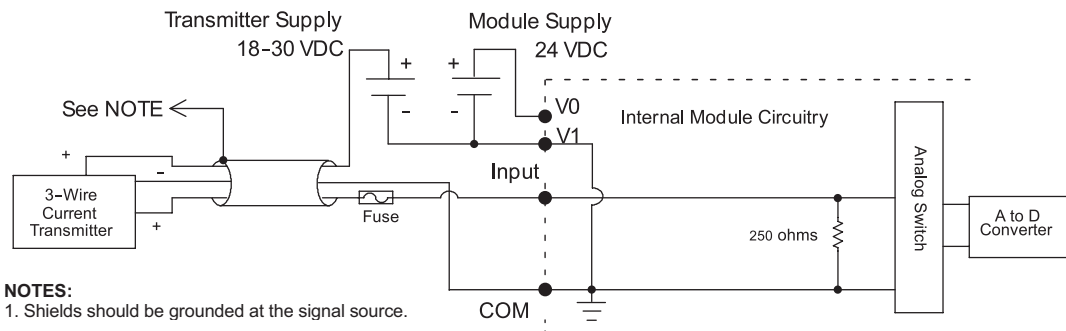 Transmitter Supply
18-30 VDC
Module Supply
24 VDC
+
-
+
-
See NOTE
V0
V1
Internal Module Circuitry
Input
+
-
+
3-Wire
Current
Transmitter
Fuse
250 ohms
Analog Switch
A to D
Converter
COM
NOTES:
1. Shields should be grounded at the signal source.